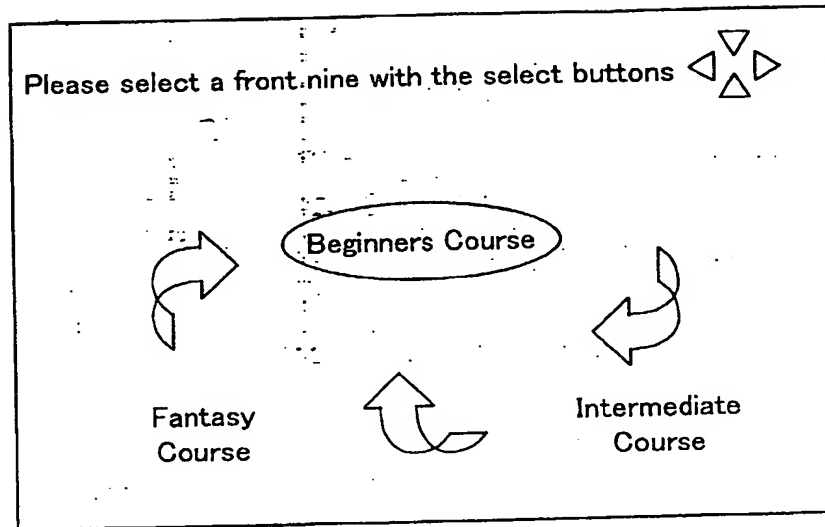 Please select a front nine with the select buttons
Beginners Course
Fantasy
Course
Intermediate
Course